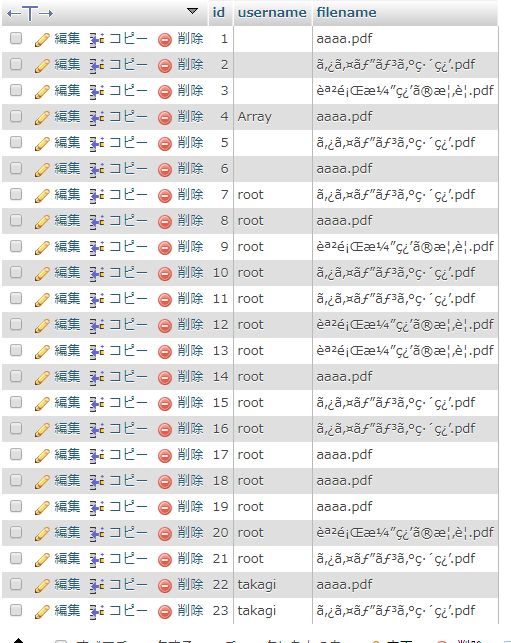 ←T→ id username filename
編集 コピー 削除 1 aaaa.pdf
編集 コピー 削除 2 ã‚¿ã‚¤ãƒ”ãƒ³ã‚°ç·´ç¿’.pdf
編集 コピー 削除 3 èª²é¡Œæ¼”ç¿’ã®æ¦‚è¦.pdf
編集 コピー 削除 4 Array aaaa.pdf
編集 コピー 削除 5 ã‚¿ã‚¤ãƒ”ãƒ³ã‚°ç·´ç¿’.pdf
編集 コピー 削除 6 aaaa.pdf
編集 コピー 削除 7 root ã‚¿ã‚¤ãƒ”ãƒ³ã‚°ç·´ç¿’.pdf
編集 コピー 削除 8 root aaaa.pdf
編集 コピー 削除 9 root èª²é¡Œæ¼”ç¿’ã®æ¦‚è¦.pdf
編集 コピー 削除 10 root ã‚¿ã‚¤ãƒ”ãƒ³ã‚°ç·´ç¿’.pdf
編集 コピー 削除 11 root ã‚¿ã‚¤ãƒ”ãƒ³ã‚°ç·´ç¿’.pdf
編集 コピー 削除 12 root èª²é¡Œæ¼”ç¿’ã®æ¦‚è¦.pdf
編集 コピー 削除 13 root èª²é¡Œæ¼”ç¿’ã®æ¦‚è¦.pdf
編集 コピー 削除 14 root aaaa.pdf
編集 コピー 削除 15 root ã‚¿ã‚¤ãƒ”ãƒ³ã‚°ç·´ç¿’.pdf
編集 コピー 削除 16 root ã‚¿ã‚¤ãƒ”ãƒ³ã‚°ç·´ç¿’.pdf
編集 コピー 削除 17 root aaaa.pdf
編集 コピー 削除 18 root aaaa.pdf
編集 コピー 削除 19 root aaaa.pdf
編集 コピー 削除 20 root èª²é¡Œæ¼”ç¿’ã®æ¦‚è¦.pdf
編集 コピー 削除 21 root ã‚¿ã‚¤ãƒ”ãƒ³ã‚°ç·´ç¿’.pdf
編集 コピー 削除 22 takagi aaaa.pdf
編集 コピー 削除 23 takagi ã‚¿ã‚¤ãƒ”ãƒ³ã‚°ç·´ç¿’.pdf